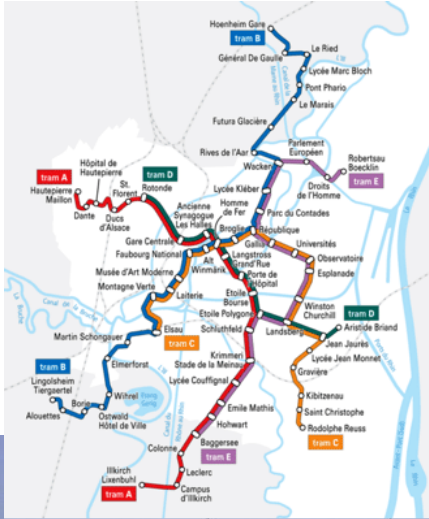 Hoenheim Gare
tram B
Le Ried
Général De Gaulle
Lycée Marc Bloch
Pont Phario
Le Marais
Futura Glacière
Rives de l'Aar
Parlement
Européen
Wacken
Robertsau
Boecklin
tram E
Droits
de l'Homme
Hôpital de
Hautepierre
tram A
tram D
St.
Florent
Rotonde
Hautepierre
Maillon
Dante
Ducs
d'Alsace
Ancienne
Synagogue
Les Halles
Homme
de Fer
Lycée Kléber
Parc du Contades
Broglie
République
Gare Centrale
Faubourg National
Alt
Winmärik
Langstross
Grand'Rue
Gallia
Universités
Observatoire
Esplanade
Musée d'Art Moderne
Montagne Verte
Laiterie
Porte de
l'Hôpital
Etoile
Bourse
Winston
Churchill
Etoile Polygone
Landsberg
tram D
Aristide Briand
Jean Jaurès
Elsau
tram C
Martin Schongauer
Schluthfeld
Lycée Jean Monnet
Gravière
Elmerforst
Krimmeri
Stade de la Meinau
tram B
Lingolsheim
Tiergaertel
Wihrel
Lycée Couffignal
Kibitzenau
Saint Christophe
Rodolphe Reuss
tram C
Alouettes
Borie
Ostwald
Hôtel de Ville
Emile Mathis
Hohwart
Baggersee
tram E
Colonne
Leclerc
Illkirch
Lixenbuhl
tram A
Campus
d'Illkirch